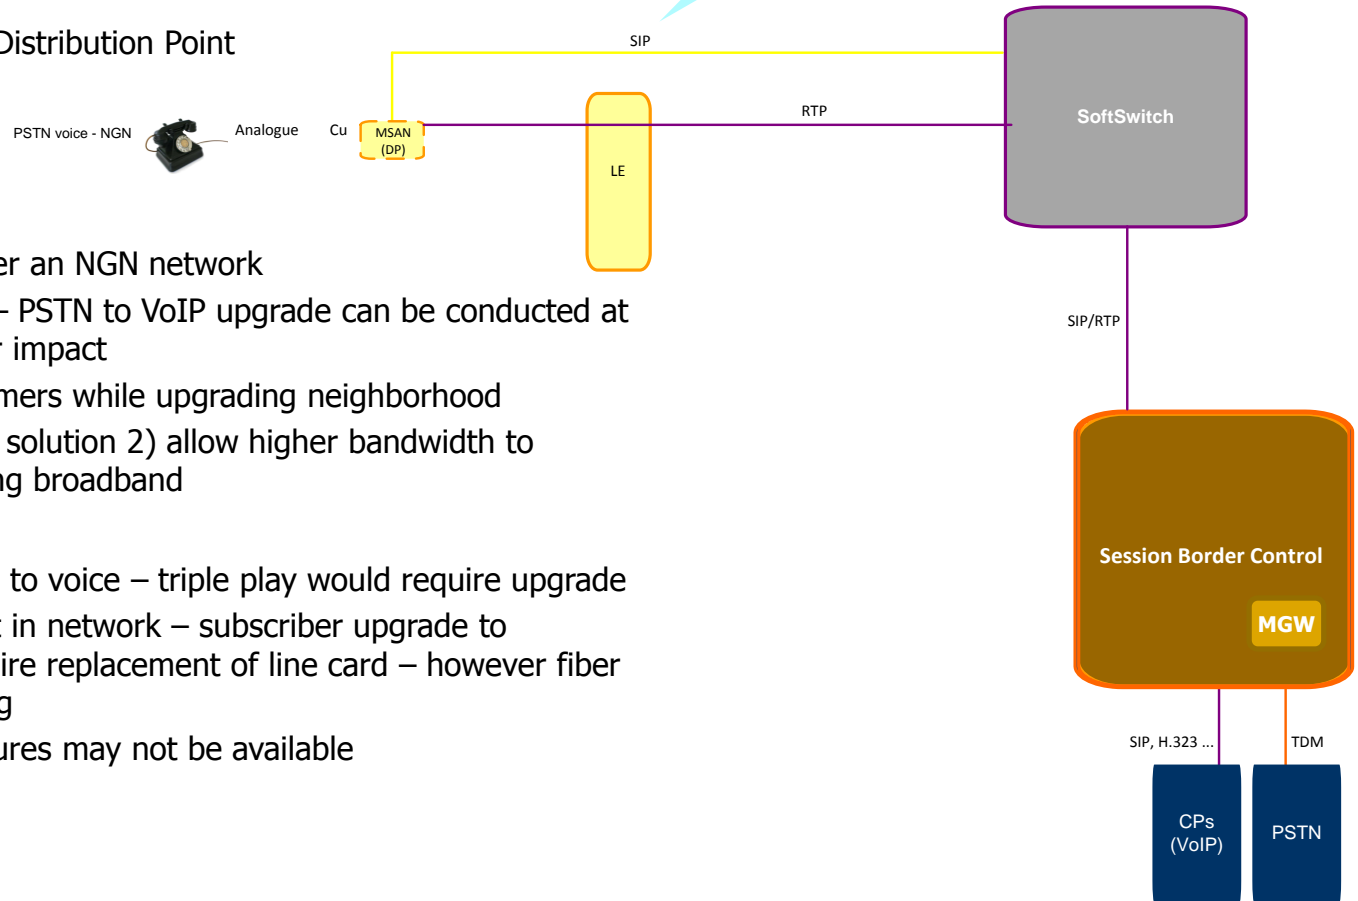 Distribution Point
SIP
RTP
SoftSwitch
PSTN voice - NGN
Analogue
Cu
MSAN
(DP)
LE
er an NGN network
– PSTN to VoIP upgrade can be conducted at
r impact
mers while upgrading neighborhood
solution 2) allow higher bandwidth to
ng broadband
to voice – triple play would require upgrade
t in network – subscriber upgrade to
ire replacement of line card – however fiber
g
ures may not be available
SIP/RTP
Session Border Control
MGW
SIP, H.323 ...
TDM
CPs
(VoIP)
PSTN